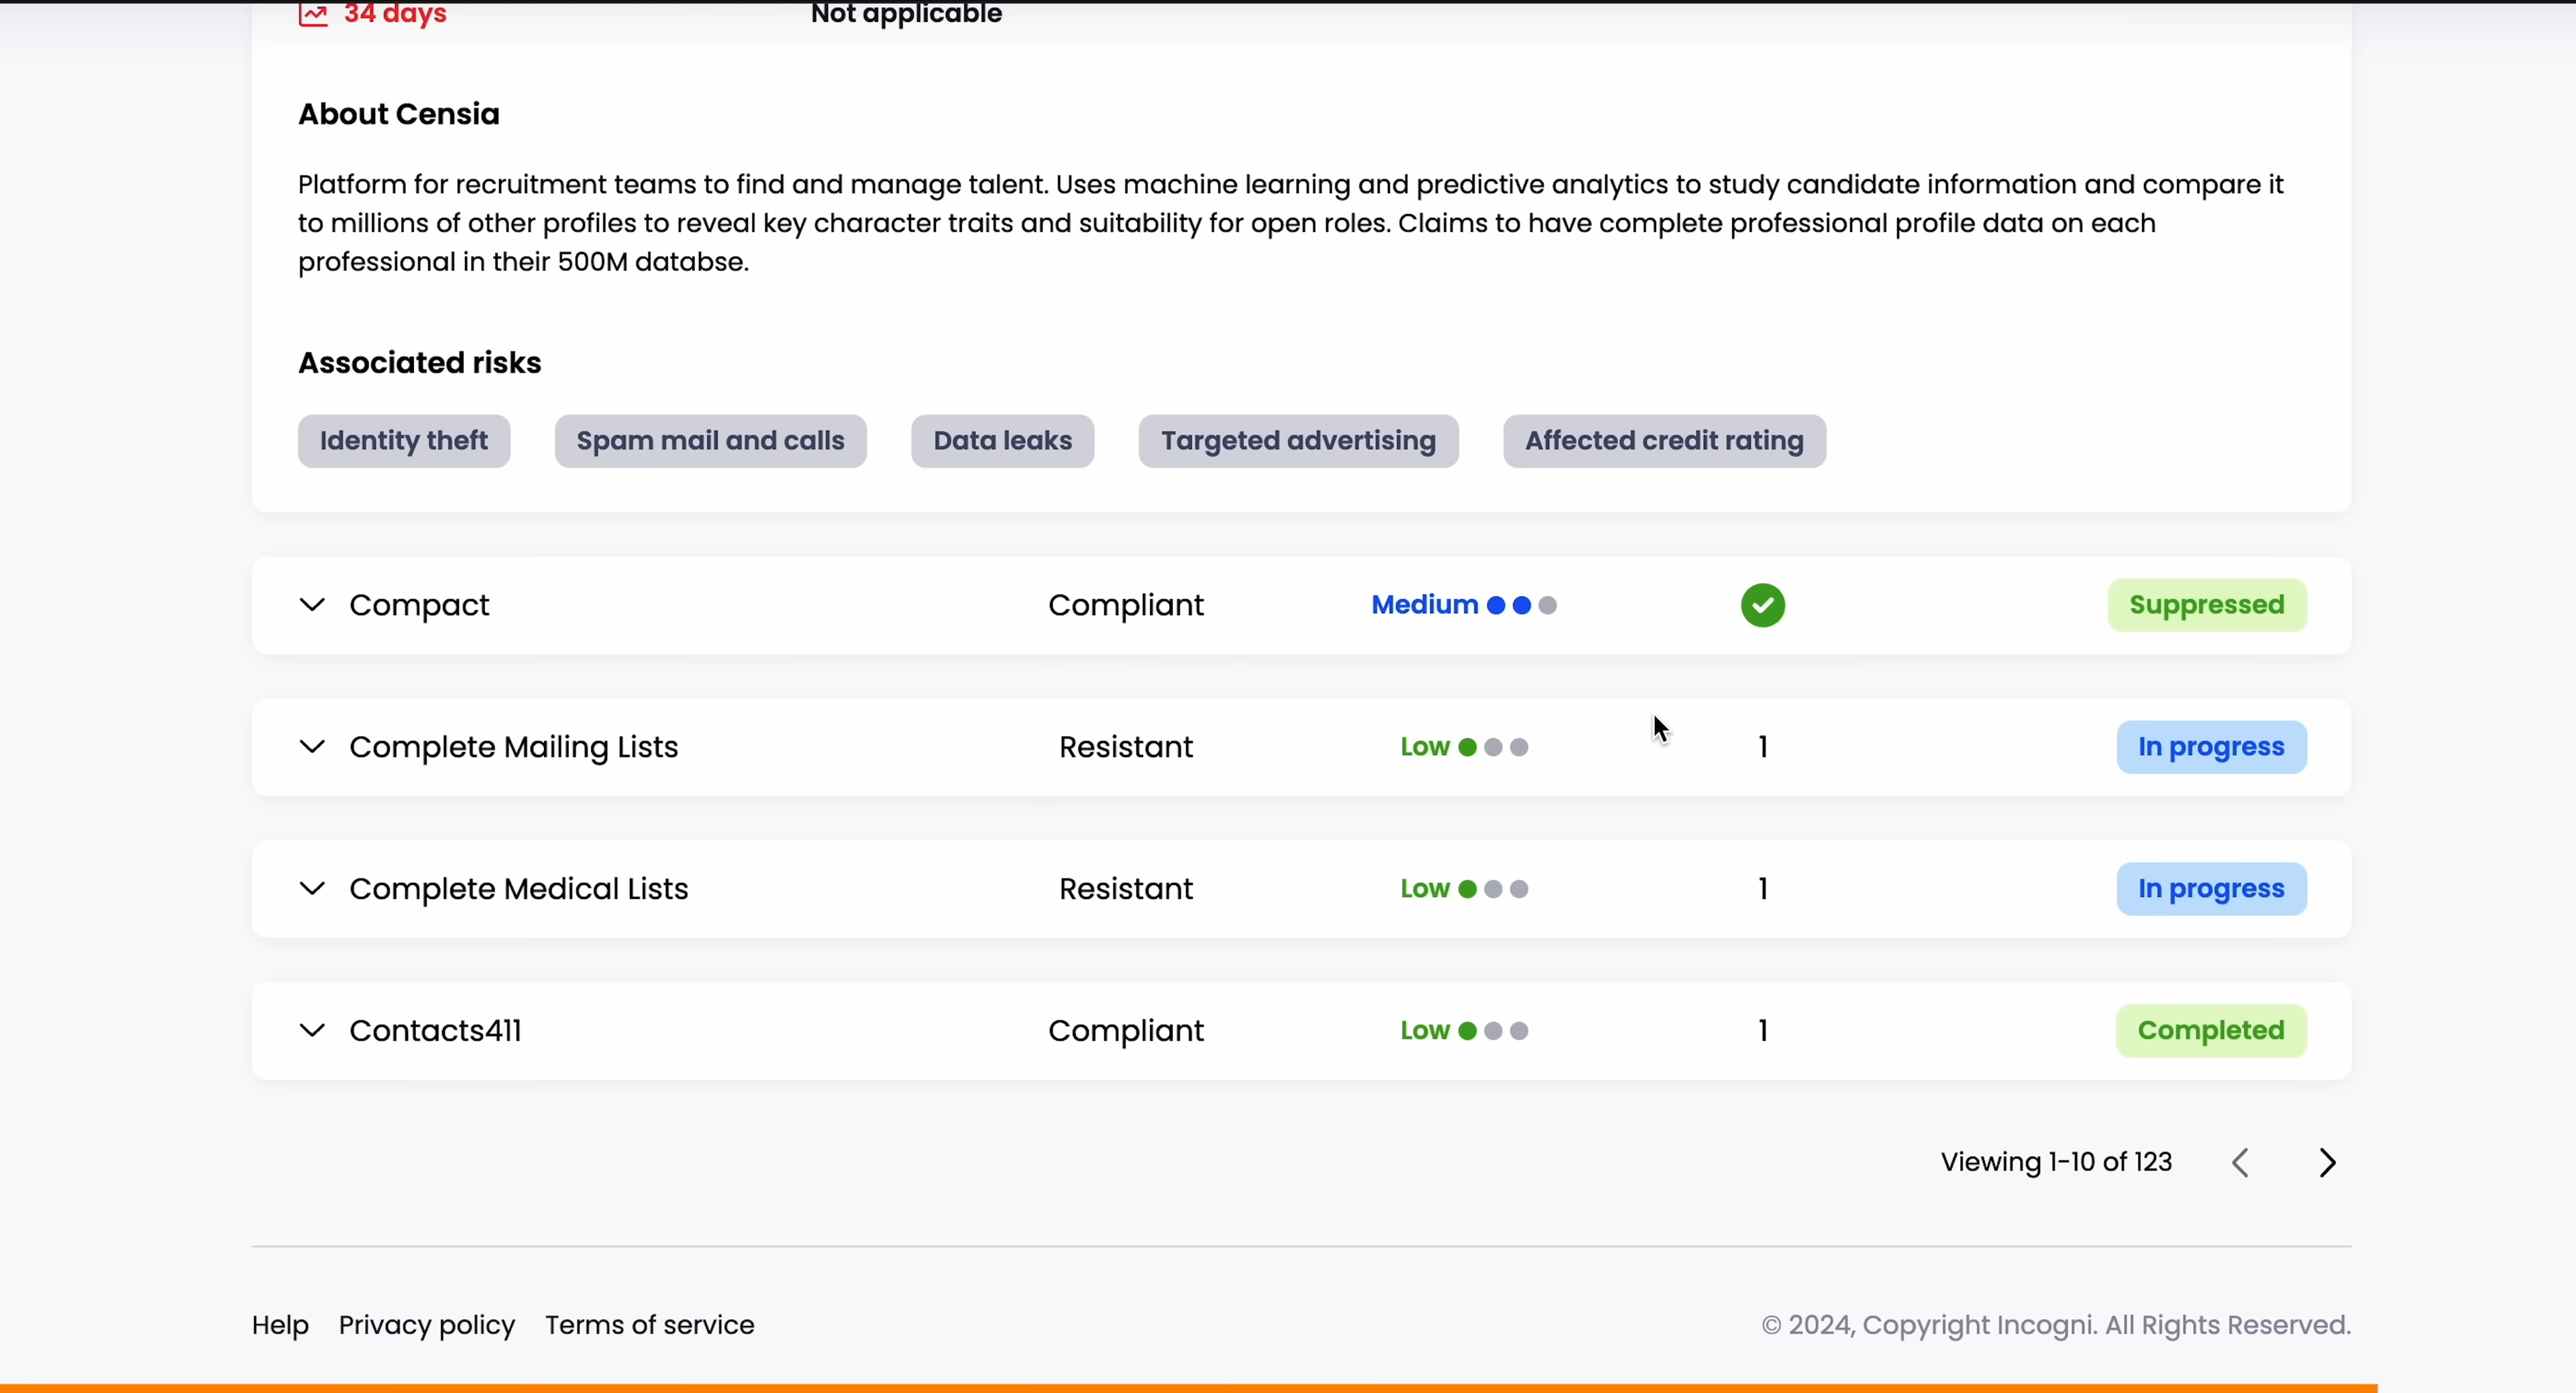 34 days Not applicable
About Censia
Platform for recruitment teams to find and manage talent. Uses machine learning and predictive analytics to study candidate information and compare it
to millions of other profiles to reveal key character traits and suitability for open roles. Claims to have complete professional profile data on each
professional in their 500M databse.
Associated risks
Identity theft Spam mail and calls Data leaks Targeted advertising Affected credit rating
Compact Compliant Medium Suppressed
Complete Mailing Lists Resistant Low 1 In progress
Complete Medical Lists Resistant Low 1 In progress
Contacts411 Compliant Low 1 Completed
Viewing 1-10 of 123
Help Privacy policy Terms of service © 2024, Copyright Incogni. All Rights Reserved.